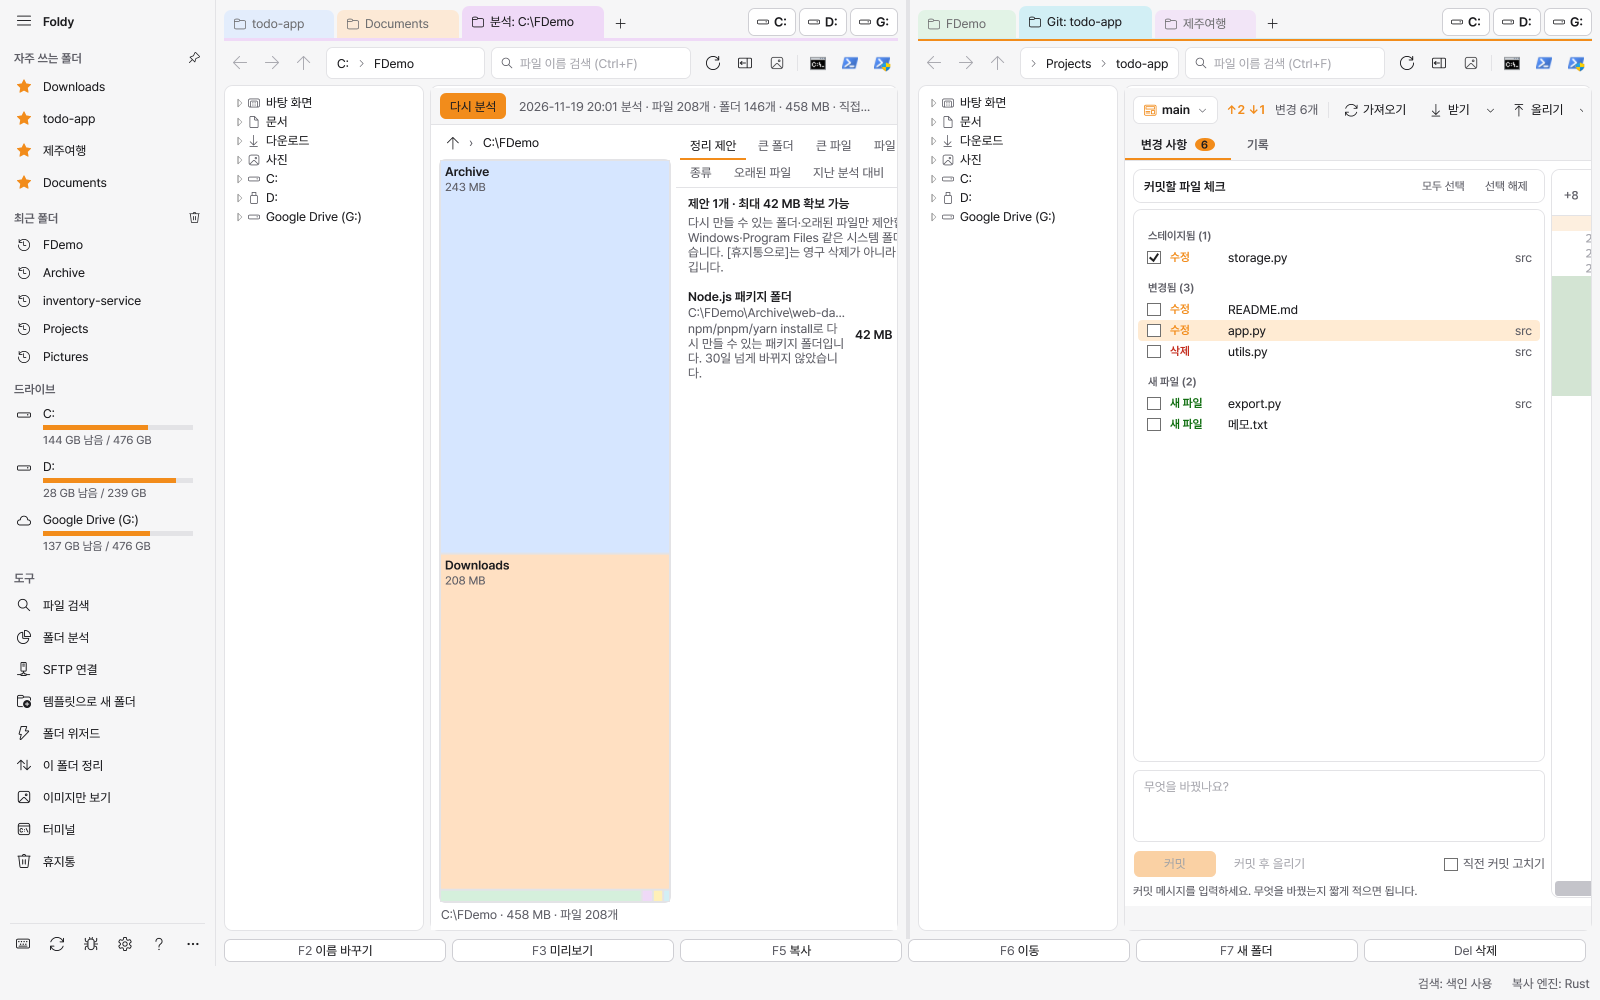 Foldy
자주 쓰는 폴더
Downloads
todo-app
제주여행
Documents
최근 폴더
FDemo
Archive
inventory-service
Projects
Pictures
드라이브
C:
144 GB 남음 / 476 GB
D:
28 GB 남음 / 239 GB
Google Drive (G:)
137 GB 남음 / 476 GB
도구
파일 검색
폴더 분석
SFTP 연결
템플릿으로 새 폴더
폴더 위저드
이 폴더 정리
이미지만 보기
터미널
휴지통
todo-app
Documents
분석: C:\FDemo
C:
D:
G:
C: FDemo
파일 이름 검색 (Ctrl+F)
바탕 화면
문서
다운로드
사진
C:
D:
Google Drive (G:)
다시 분석
2026-11-19 20:01 분석 · 파일 208개 · 폴더 146개 · 458 MB · 직접...
C:\FDemo
Archive
243 MB
Downloads
208 MB
C:\FDemo · 458 MB · 파일 208개
정리 제안
큰 폴더
큰 파일
파일
종류
오래된 파일
지난 분석 대비
제안 1개 · 최대 42 MB 확보 가능
다시 만들 수 있는 폴더·오래된 파일만 제안합
Windows·Program Files 같은 시스템 폴더
습니다. [휴지통으로]는 영구 삭제가 아니라
깁니다.
Node.js 패키지 폴더
C:\FDemo\Archive\web-da...
npm/pnpm/yarn install로 다
시 만들 수 있는 패키지 폴더입니
다. 30일 넘게 바뀌지 않았습니
다.
42 MB
FDemo
Git: todo-app
제주여행
C:
D:
G:
Projects todo-app
파일 이름 검색 (Ctrl+F)
바탕 화면
문서
다운로드
사진
C:
D:
Google Drive (G:)
main
↑2 ↓1
변경 6개
가져오기
받기
올리기
변경 사항 6
기록
커밋할 파일 체크
모두 선택
선택 해제
스테이지됨 (1)
수정 storage.py src
변경됨 (3)
수정 README.md
수정 app.py src
삭제 utils.py src
새 파일 (2)
새 파일 export.py src
새 파일 메모.txt
+8
2
2
2
무엇을 바꿨나요?
커밋
커밋 후 올리기
직전 커밋 고치기
커밋 메시지를 입력하세요. 무엇을 바꿨는지 짧게 적으면 됩니다.
F2 이름 바꾸기
F3 미리보기
F5 복사
F6 이동
F7 새 폴더
Del 삭제
검색: 색인 사용
복사 엔진: Rust